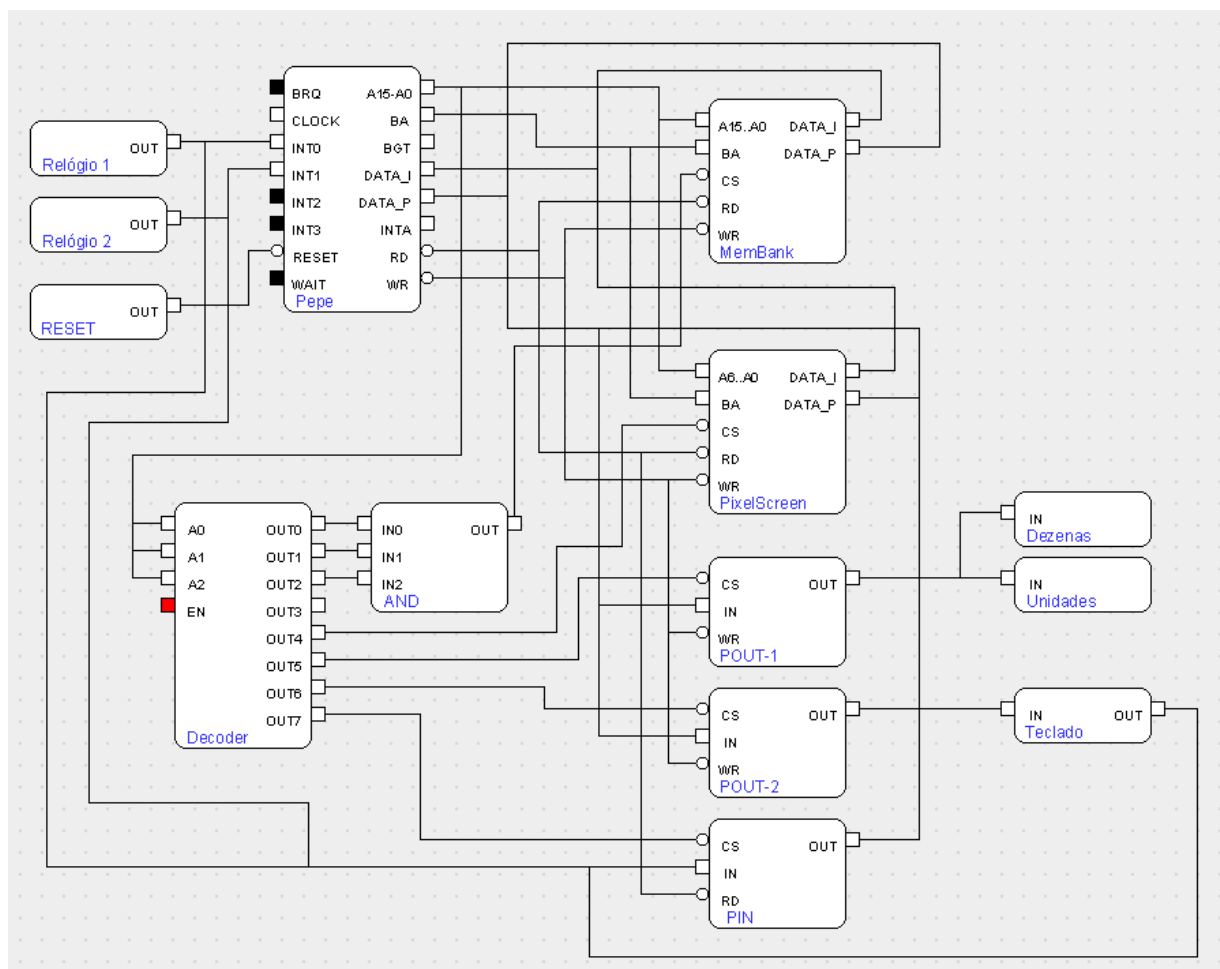 Relógio 1
OUT
Relógio 2
OUT
RESET
OUT
BRQ
CLOCK
INT0
INT1
INT2
INT3
RESET
WAIT
A15-A0
BA
BGT
DATA_I
DATA_P
INTA
RD
WR
Pepe
A15..A0
BA
CS
RD
WR
DATA_I
DATA_P
MemBank
A6..A0
BA
CS
RD
WR
DATA_I
DATA_P
PixelScreen
A0
A1
A2
EN
OUT0
OUT1
OUT2
OUT3
OUT4
OUT5
OUT6
OUT7
Decoder
IN0
IN1
IN2
OUT
AND
CS
IN
WR
OUT
POUT-1
IN
Dezenas
IN
Unidades
CS
IN
WR
OUT
POUT-2
IN
OUT
Teclado
CS
IN
RD
OUT
PIN